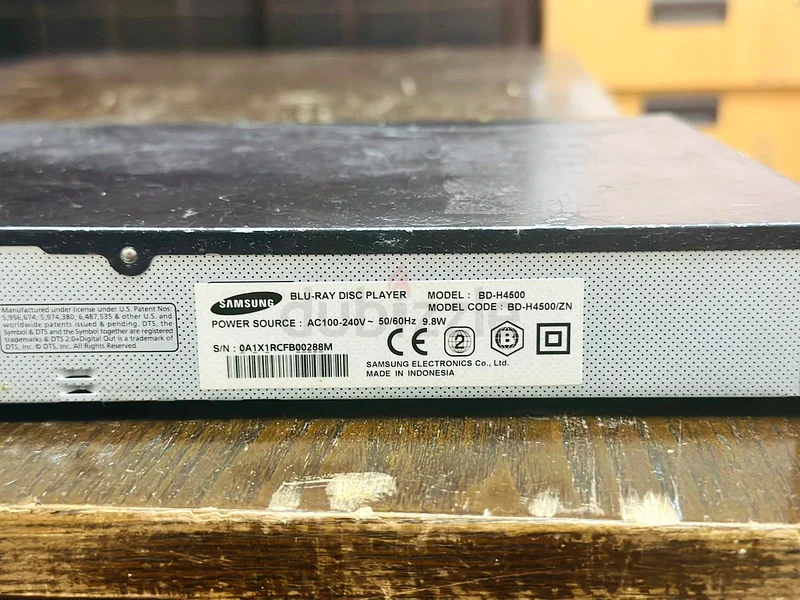 Manufactured under license under U.S. Patent Nos:
5,956,674; 5,974,380; 6,487,535 & other U.S. and
worldwide patents issued & pending. DTS, the
Symbol & DTS and the Symbol together are registered
trademarks & DTS 2.0+Digital Out is a trademark of
DTS, Inc. © DTS, Inc. All Rights Reserved.
SAMSUNG
BLU-RAY DISC PLAYER
MODEL : BD-H4500
MODEL CODE : BD-H4500/ZN
POWER SOURCE : AC100-240V~ 50/60Hz 9.8W
S/N : 0A1X1RCFB00288M
CE
2
B
SAMSUNG ELECTRONICS Co., Ltd.
MADE IN INDONESIA